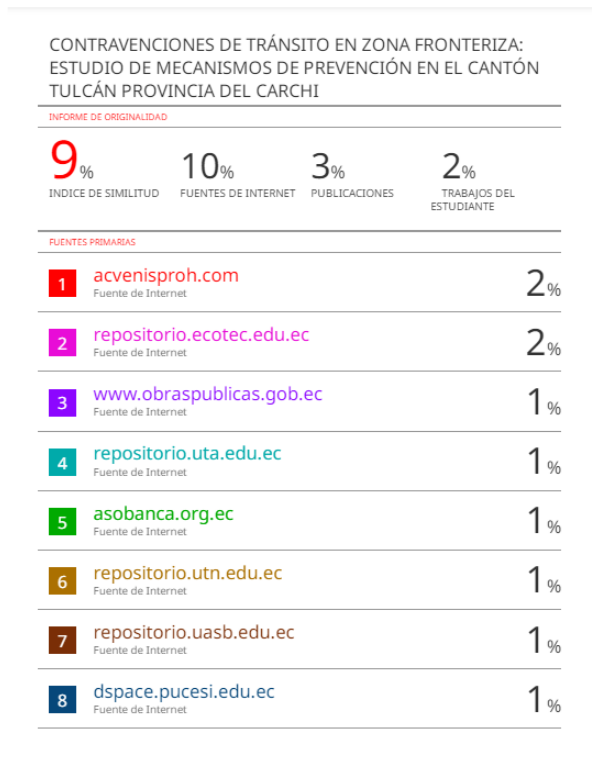 CONTRAVENCIONES DE TRÁNSITO EN ZONA FRONTERIZA:
ESTUDIO DE MECANISMOS DE PREVENCIÓN EN EL CANTÓN
TULCÁN PROVINCIA DEL CARCHI
INFORME DE ORIGINALIDAD
9% 10% 3% 2%
INDICE DE SIMILITUD FUENTES DE INTERNET PUBLICACIONES TRABAJOS DEL
ESTUDIANTE
FUENTES PRIMARIAS
1 acvenisproh.com 2%
Fuente de Internet
2 repositorio.ecotec.edu.ec 2%
Fuente de Internet
3 www.obraspublicas.gob.ec 1%
Fuente de Internet
4 repositorio.uta.edu.ec 1%
Fuente de Internet
5 asobanca.org.ec 1%
Fuente de Internet
6 repositorio.utn.edu.ec 1%
Fuente de Internet
7 repositorio.uasb.edu.ec 1%
Fuente de Internet
8 dspace.pucesi.edu.ec 1%
Fuente de Internet